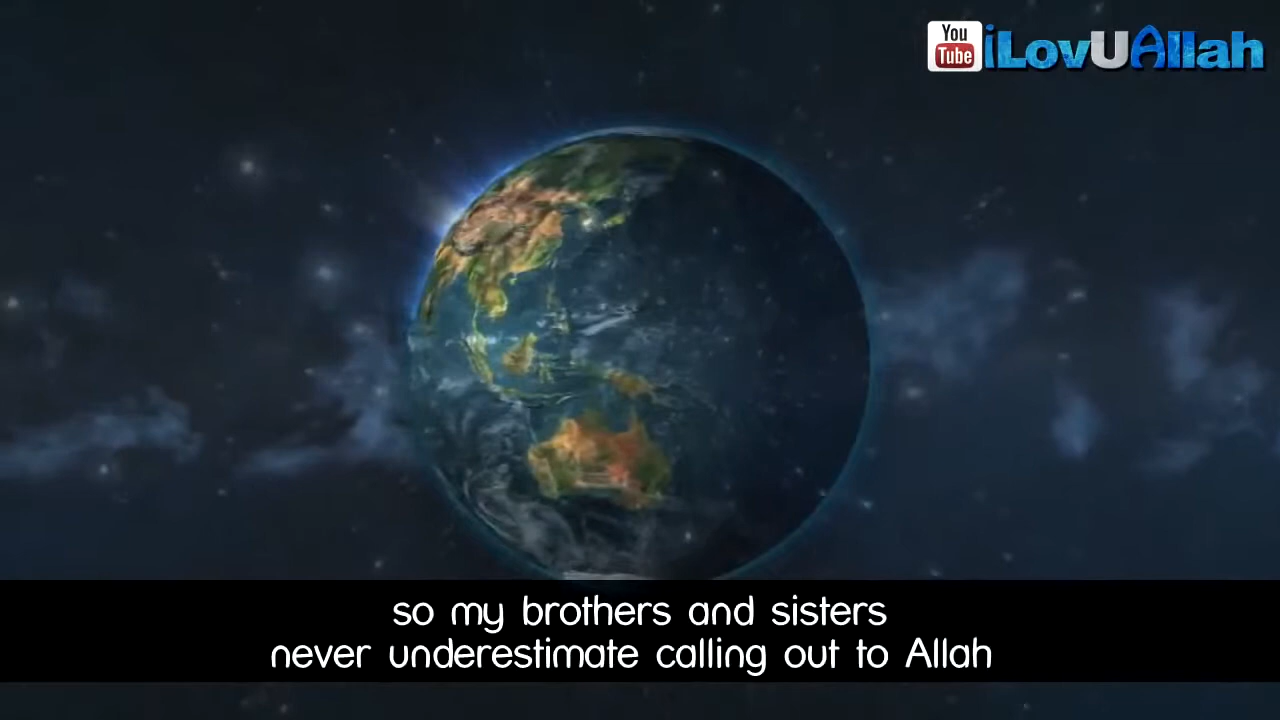 You
Tube
iLovUAllah
so my brothers and sisters
never underestimate calling out to Allah